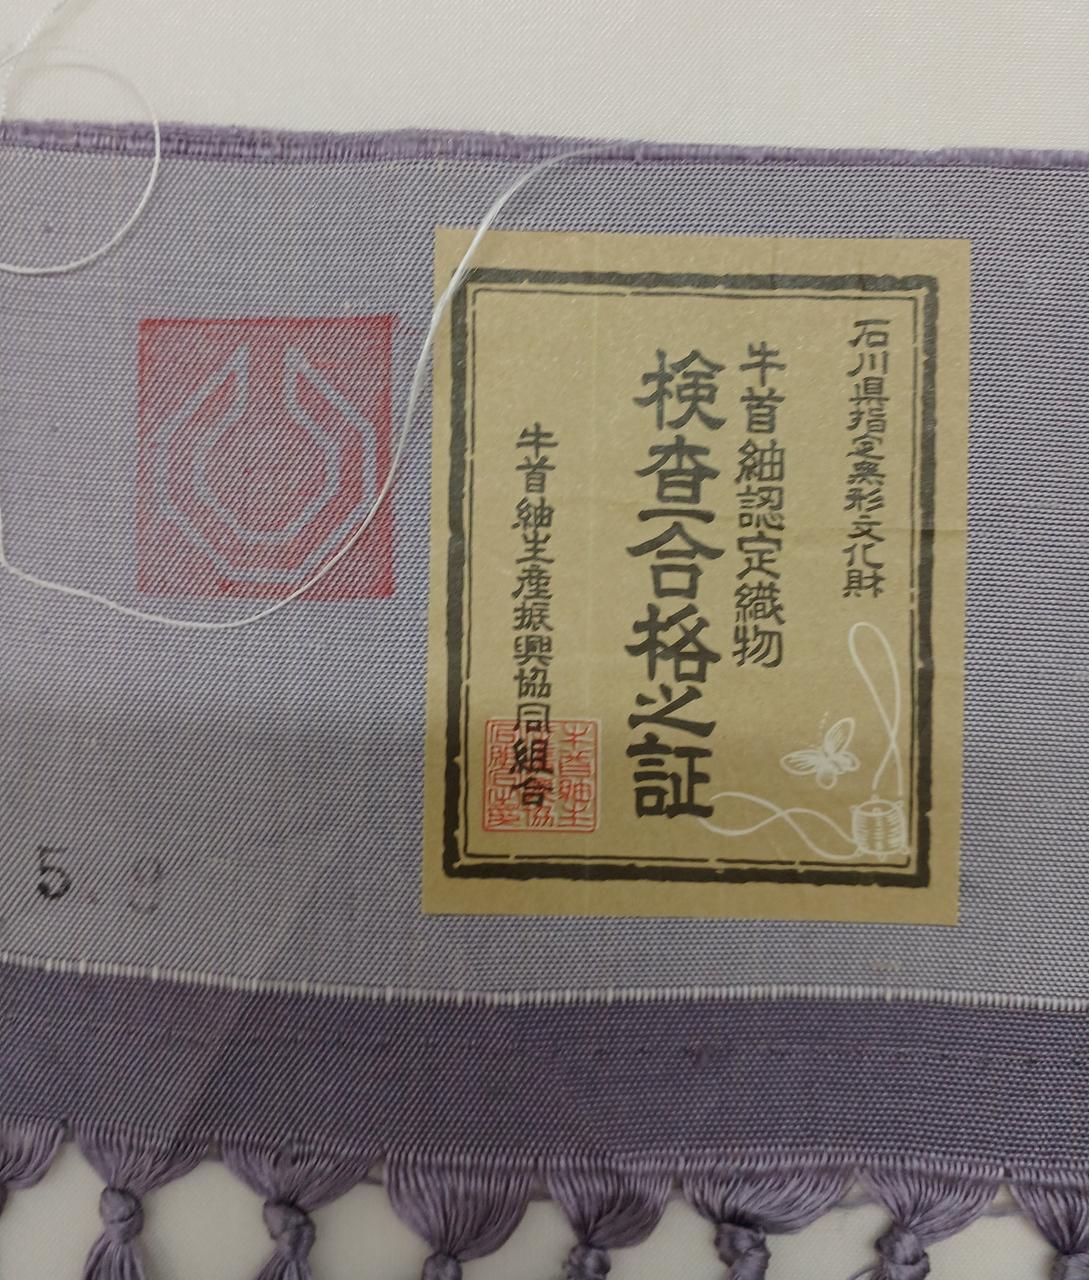 石川県指定無形文化財
牛首紬認定織物
検査合格之証
牛首紬生産振興協同組合
5 9